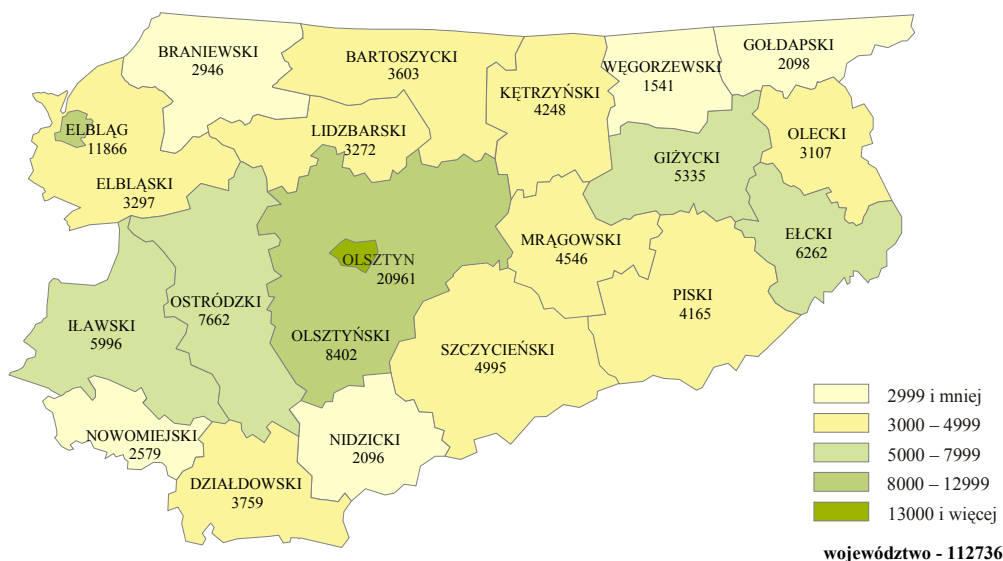 BRANIEWSKI
2946
BARTOSZYCKI
3603
KĘTRZYŃSKI
4248
WĘGORZEWSKI
1541
GOŁDAPSKI
2098
ELBLĄG
11866
LIDZBARSKI
3272
GIŻYCKI
5335
OLECKI
3107
ELBLĄSKI
3297
EŁCKI
6262
MRĄGOWSKI
4546
OLSZTYN
20961
OSTRÓDZKI
7662
PISKI
4165
IŁAWSKI
5996
OLSZTYŃSKI
8402
SZCZYCIEŃSKI
4995
NOWOMIEJSKI
2579
NIDZICKI
2096
DZIAŁDOWSKI
3759
2999 i mniej
3000 – 4999
5000 – 7999
8000 – 12999
13000 i więcej
województwo - 112736